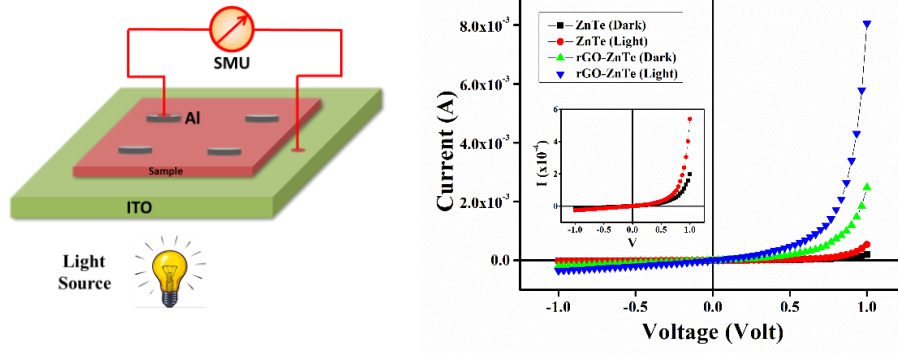 SMU
Al
Sample
ITO
Light
Source
Current (A)
8.0x10⁻³
6.0x10⁻³
4.0x10⁻³
2.0x10⁻³
0.0
-1.0
-0.5
0.0
0.5
1.0
Voltage (Volt)
ZnTe (Dark)
ZnTe (Light)
rGO-ZnTe (Dark)
rGO-ZnTe (Light)
I (x10⁻⁴)
6
4
2
0
-1.0
-0.5
0.0
0.5
1.0
V